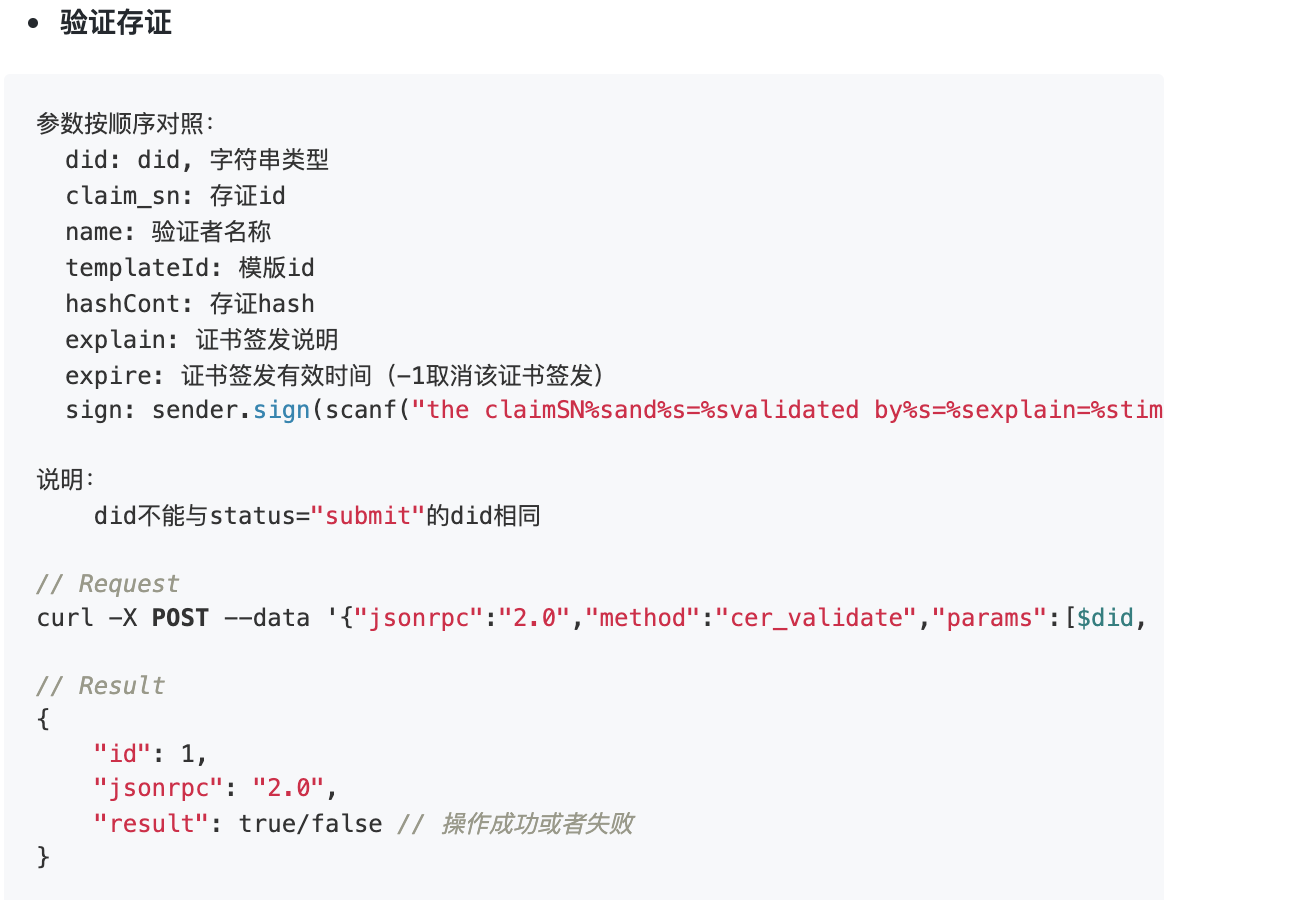 • 验证存证
参数按顺序对照：
did: did, 字符串类型
claim_sn: 存证id
name: 验证者名称
templateId: 模版id
hashCont: 存证hash
explain: 证书签发说明
expire: 证书签发有效时间（-1取消该证书签发）
sign: sender.sign(scanf("the claimSN%sand%s=%svalidated by%s=%sexplain=%stim
说明：
did不能与status="submit"的did相同
// Request
curl -X POST --data '{"jsonrpc":"2.0","method":"cer_validate","params":[$did,
// Result
{
"id": 1,
"jsonrpc": "2.0",
"result": true/false // 操作成功或者失败
}